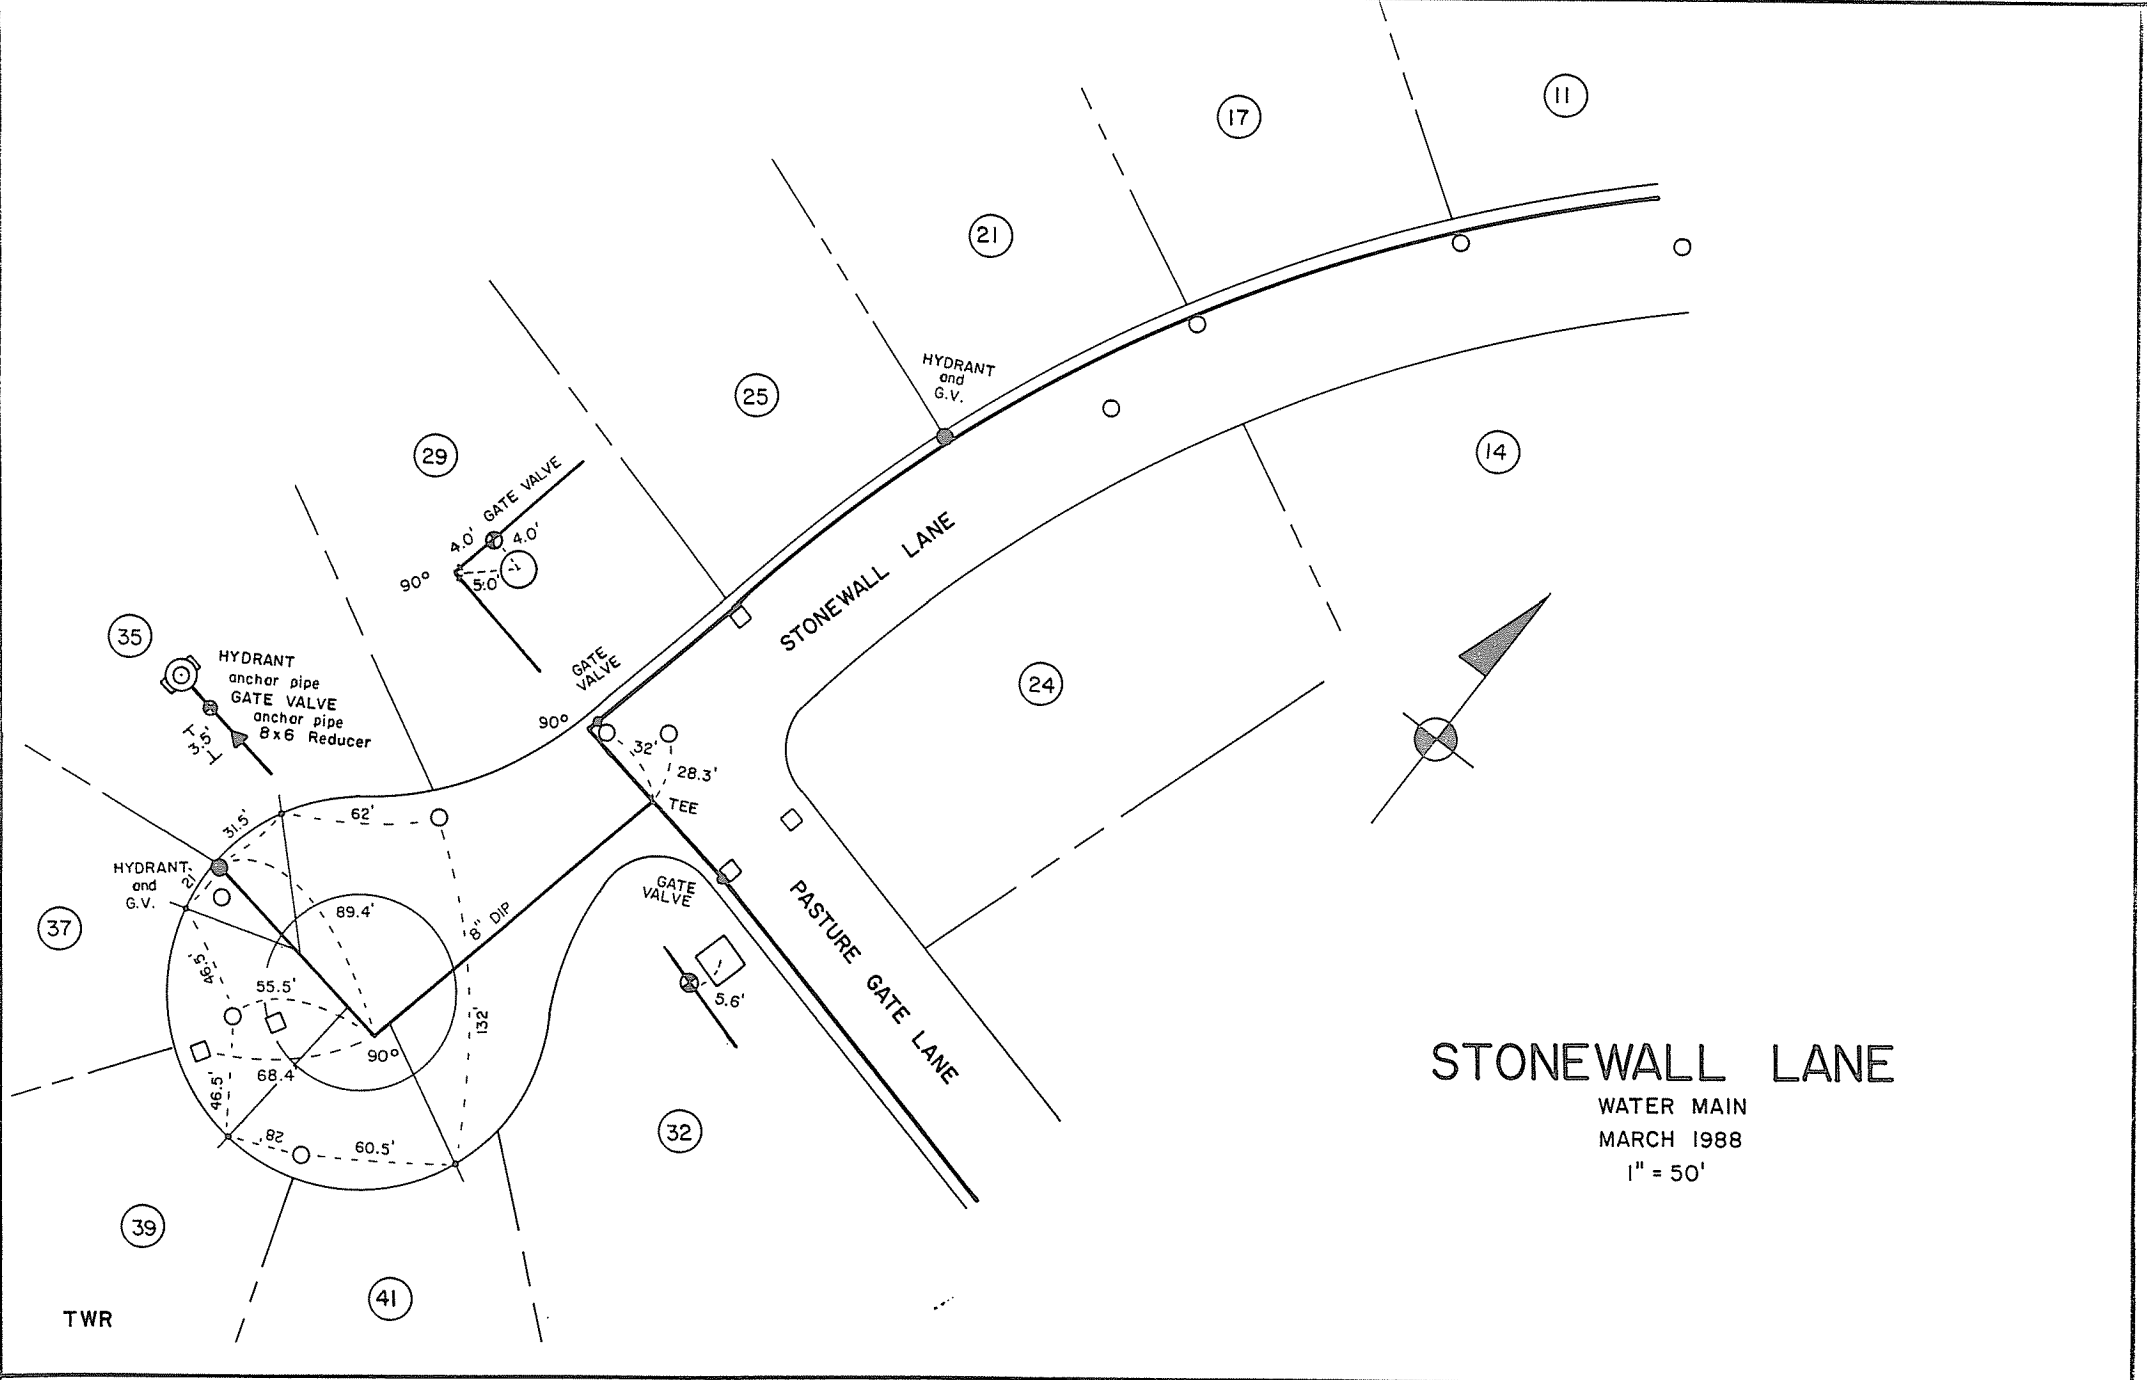 11
17
21
HYDRANT
and
G.V.
25
14
29
GATE VALVE
4.0'
4.0'
90°
5.0'
STONEWALL LANE
35
HYDRANT
anchor pipe
GATE VALVE
anchor pipe
8x6 Reducer
3.5'
GATE
VALVE
90°
24
32'
28.3'
TEE
62'
31.5'
HYDRANT
and
G.V.
21'
37
89.4'
8" DIP
GATE
VALVE
PASTURE GATE LANE
46.5'
55.5'
5.6'
132'
90°
68.4'
46.5'
28'
60.5'
32
39
41
TWR
STONEWALL LANE
WATER MAIN
MARCH 1988
1" = 50'